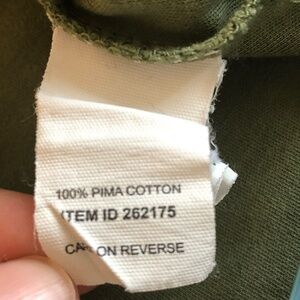 100% PIMA COTTON
ITEM ID 262175
ON REVERSE